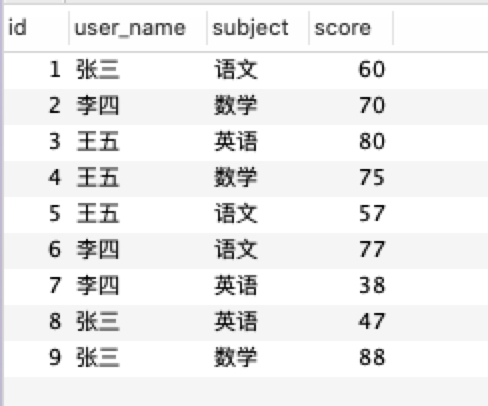 id user_name subject score
1 张三 语文 60
2 李四 数学 70
3 王五 英语 80
4 王五 数学 75
5 王五 语文 57
6 李四 语文 77
7 李四 英语 38
8 张三 英语 47
9 张三 数学 88